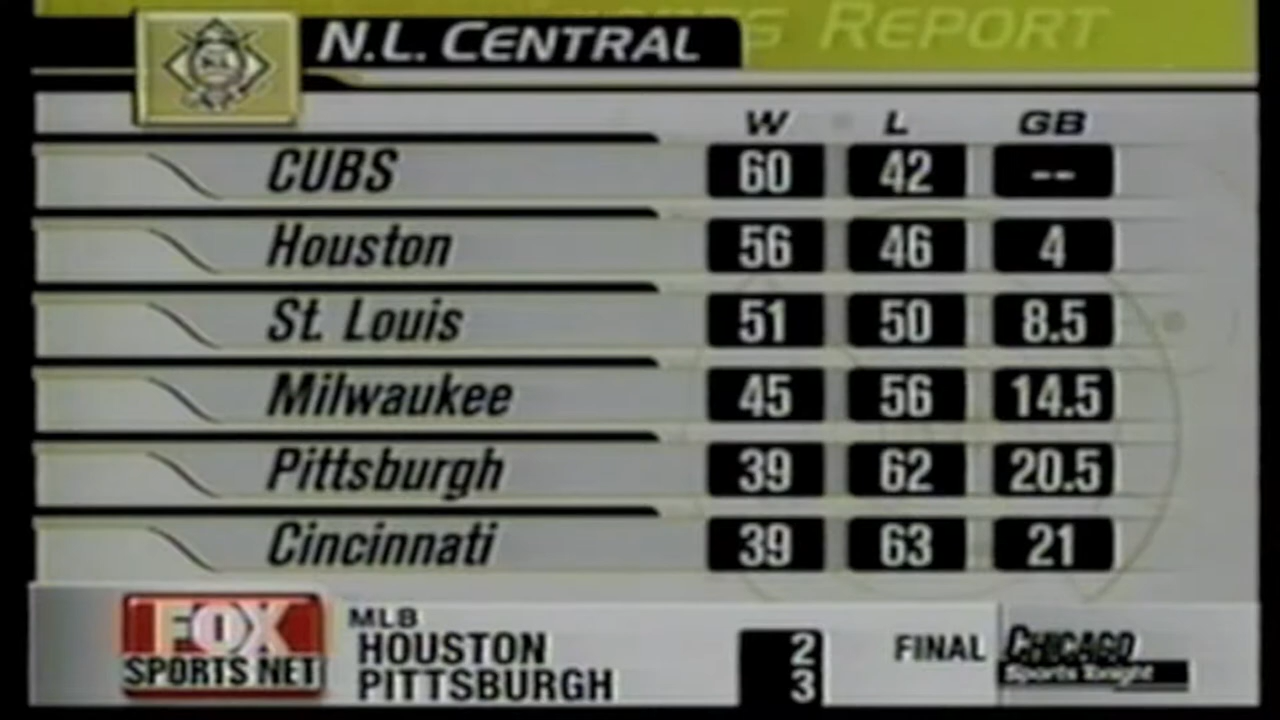 N.L. CENTRAL
REPORT
W L GB
CUBS 60 42 --
Houston 56 46 4
St. Louis 51 50 8.5
Milwaukee 45 56 14.5
Pittsburgh 39 62 20.5
Cincinnati 39 63 21
FOX
SPORTS NET
MLB
HOUSTON 2
PITTSBURGH 3
FINAL
CHICAGO
Sports Tonight